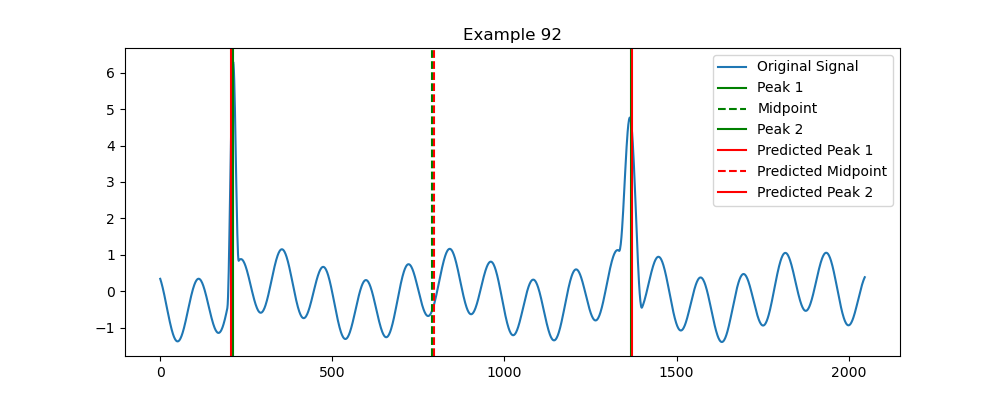 Example 92
6
5
4
3
2
1
0
−1
0
500
1000
1500
2000
Original Signal
Peak 1
Midpoint
Peak 2
Predicted Peak 1
Predicted Midpoint
Predicted Peak 2